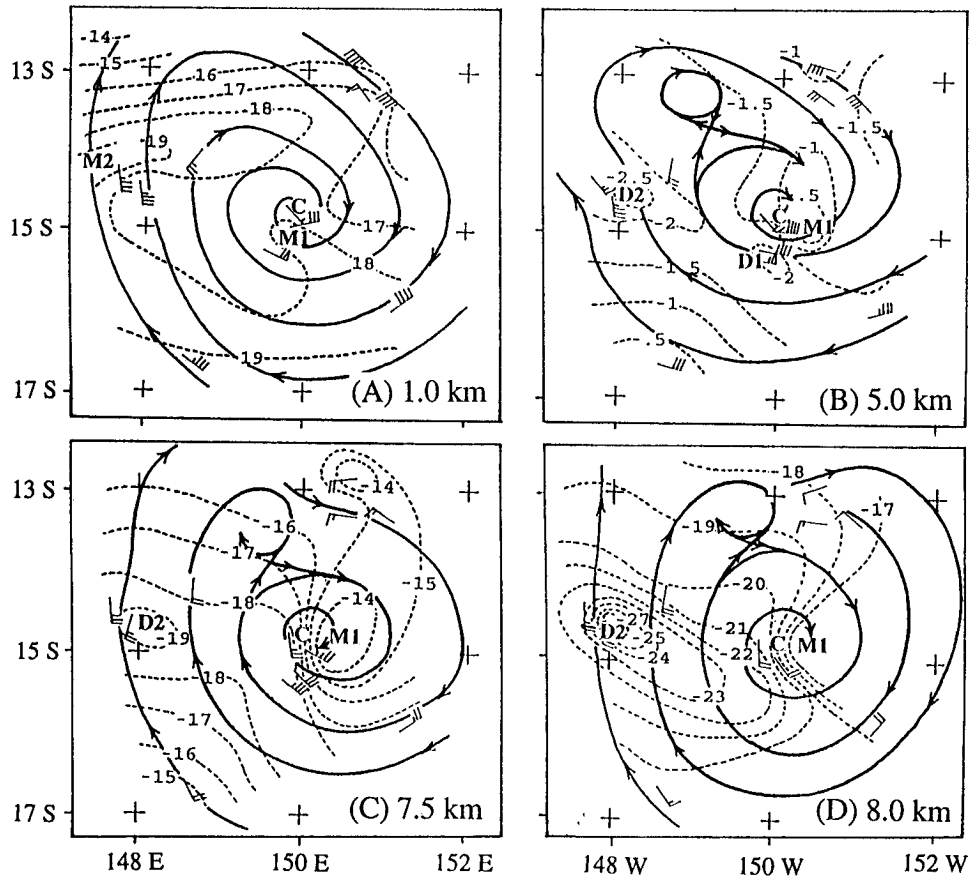 -14
-15
13 S
16
17
18
-19
M2
C
15 S
17
M1
18
19
17 S
(A) 1.0 km
-1
-1.5
-1.5
-1
-2.5
D2
.5
C
-2
M1
D1
-2
-1.5
-1
.5
(B) 5.0 km
13 S
-14
-16
-17
-15
-18
-14
D2
C
M1
-19
15 S
-18
-17
-16
-15
17 S
(C) 7.5 km
-18
-17
-19
-20
-27
-21
D2
-25
C
M1
-24
-22
-23
(D) 8.0 km
148 E
150 E
152 E
148 W
150 W
152 W